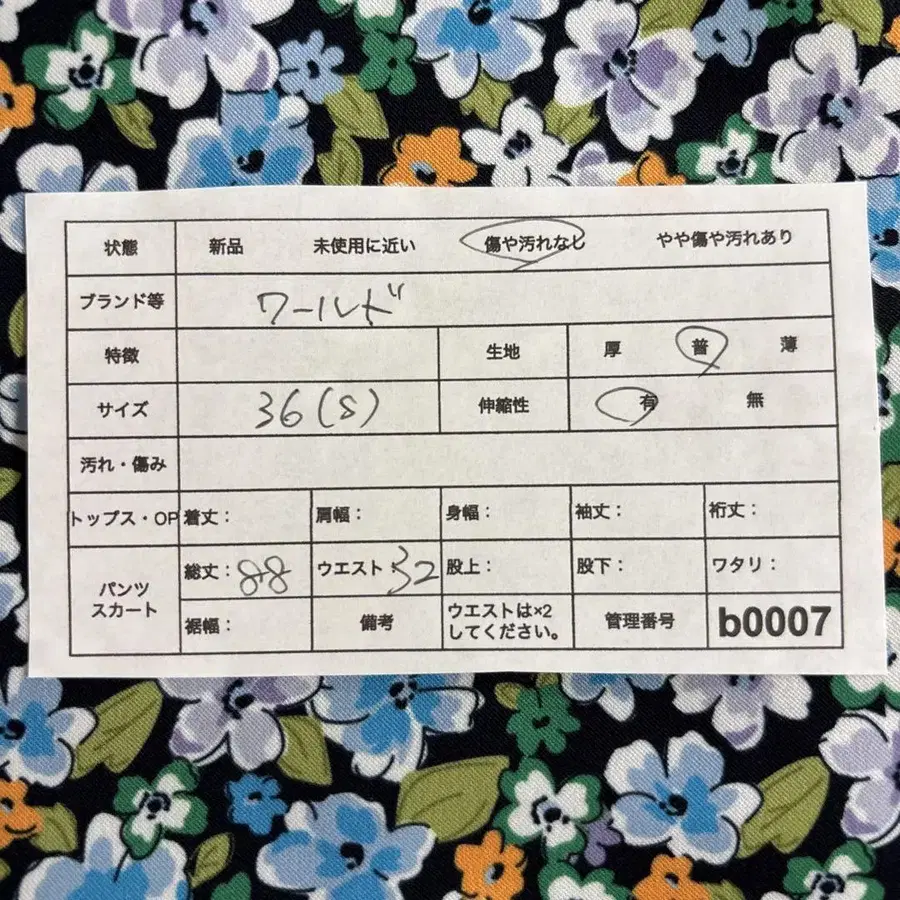 状態 新品 未使用に近い 傷や汚れなし やや傷や汚れあり
ブランド等 ワールド
特徴 生地 厚 普 薄
サイズ 36(S) 伸縮性 有 無
汚れ・傷み
トップス・OP 着丈: 肩幅: 身幅: 袖丈: 裄丈:
パンツ
スカート
総丈:88 ウエスト 32 股上: 股下: ワタリ:
裾幅: 備考
ウエストは×2
してください。
管理番号 b0007